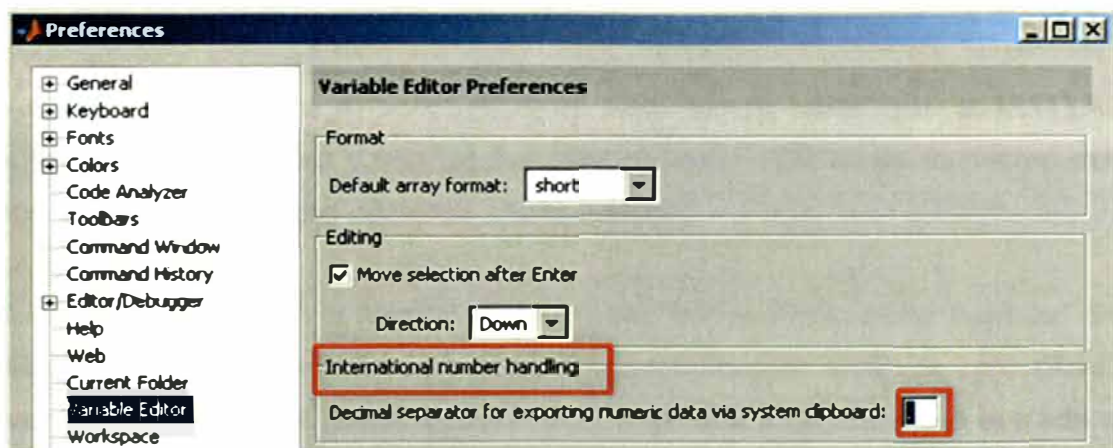 Preferences
General
Keyboard
Fonts
Colors
Code Analyzer
Toolbars
Command Window
Command History
Editor/Debugger
Help
Web
Current Folder
Variable Editor
Workspace
Variable Editor Preferences
Format
Default array format: short
Editing
Move selection after Enter
Direction: Down
International number handling
Decimal separator for exporting numeric data via system clipboard: